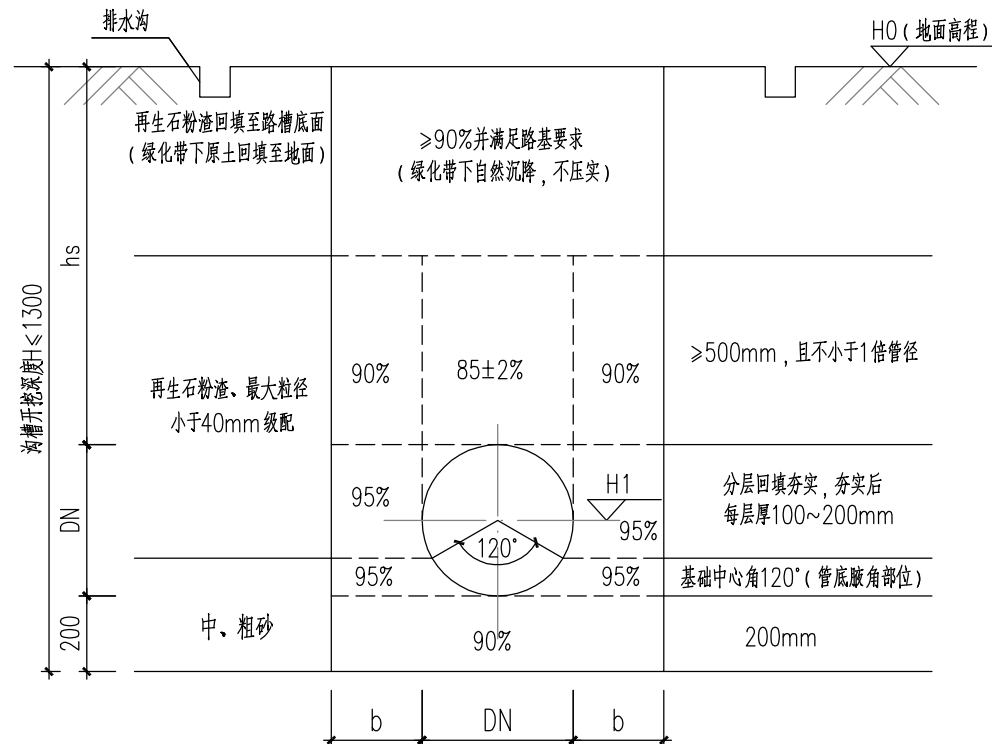 排水沟
H0(地面高程)
再生石粉渣回填至路槽底面
(绿化带下原土回填至地面)
≥90%并满足路基要求
(绿化带下自然沉降,不压实)
hs
沟槽开挖深度H≤1300
90%
85±2%
90%
≥500mm,且不小于1倍管径
再生石粉渣、最大粒径
小于40mm级配
DN
95%
H1
95%
分层回填夯实,夯实后
每层厚100~200mm
120°
95%
95%
基础中心角120°(管底腋角部位)
200
中、粗砂
90%
200mm
b
DN
b